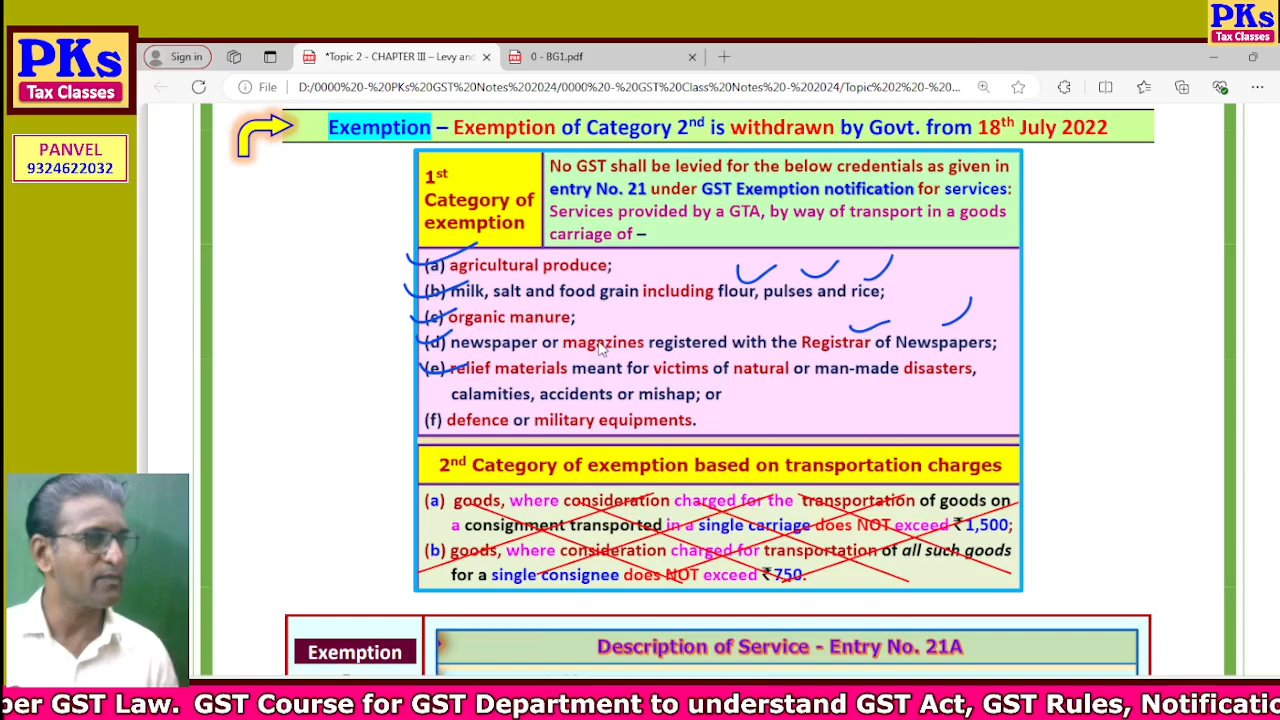 PKs
Tax Classes
PKs
Tax Classes
Sign in
*Topic 2 - CHAPTER III – Levy and
0 - BG1.pdf
File
D:/0000%20-%20PKs%20GST%20Notes%202024/0000%20-%20GST%20Class%20Notes%20-%202024/Topic%202%20-%20...
PANVEL
9324622032
Exemption – Exemption of Category 2nd is withdrawn by Govt. from 18th July 2022
1st
Category of
exemption
No GST shall be levied for the below credentials as given in
entry No. 21 under GST Exemption notification for services:
Services provided by a GTA, by way of transport in a goods
carriage of –
(a) agricultural produce;
(b) milk, salt and food grain including flour, pulses and rice;
(c) organic manure;
(d) newspaper or magazines registered with the Registrar of Newspapers;
(e) relief materials meant for victims of natural or man-made disasters,
calamities, accidents or mishap; or
(f) defence or military equipments.
2nd Category of exemption based on transportation charges
(a) goods, where consideration charged for the transportation of goods on
a consignment transported in a single carriage does NOT exceed ₹ 1,500;
(b) goods, where consideration charged for transportation of all such goods
for a single consignee does NOT exceed ₹ 750.
Exemption
Description of Service - Entry No. 21A
per GST Law. GST Course for GST Department to understand GST Act, GST Rules, Notificatio